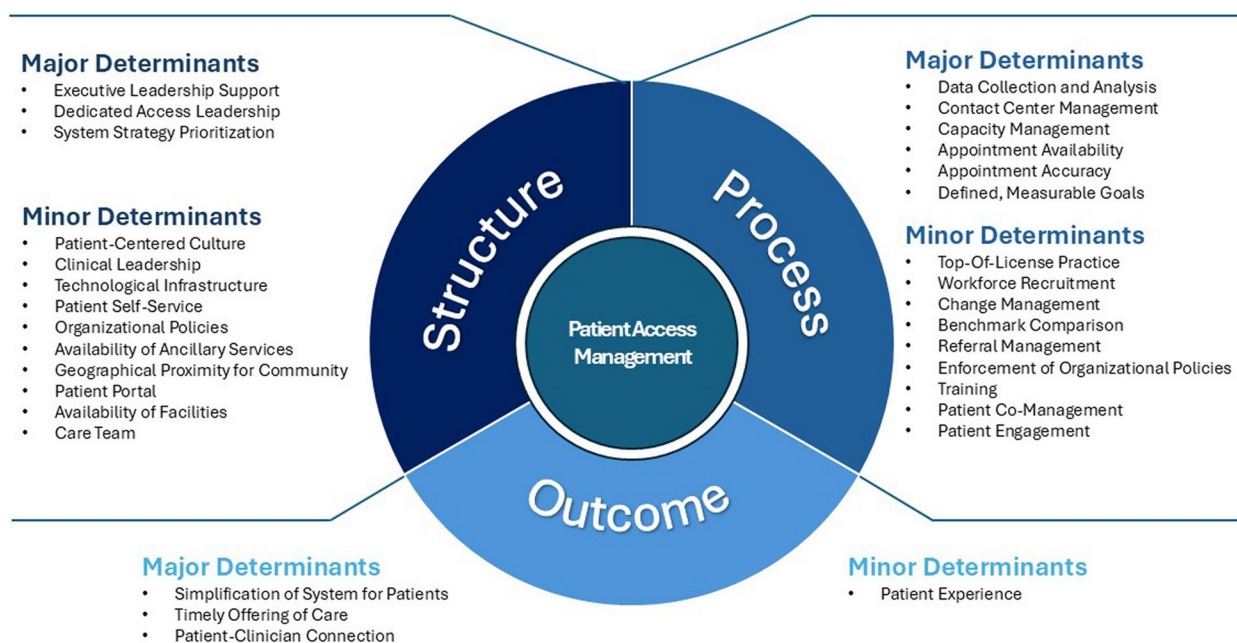 Major Determinants
• Executive Leadership Support
• Dedicated Access Leadership
• System Strategy Prioritization
Minor Determinants
• Patient-Centered Culture
• Clinical Leadership
• Technological Infrastructure
• Patient Self-Service
• Organizational Policies
• Availability of Ancillary Services
• Geographical Proximity for Community
• Patient Portal
• Availability of Facilities
• Care Team
Structure
Process
Outcome
Patient Access
Management
Major Determinants
• Data Collection and Analysis
• Contact Center Management
• Capacity Management
• Appointment Availability
• Appointment Accuracy
• Defined, Measurable Goals
Minor Determinants
• Top-Of-License Practice
• Workforce Recruitment
• Change Management
• Benchmark Comparison
• Referral Management
• Enforcement of Organizational Policies
• Training
• Patient Co-Management
• Patient Engagement
Major Determinants
• Simplification of System for Patients
• Timely Offering of Care
• Patient-Clinician Connection
Minor Determinants
• Patient Experience